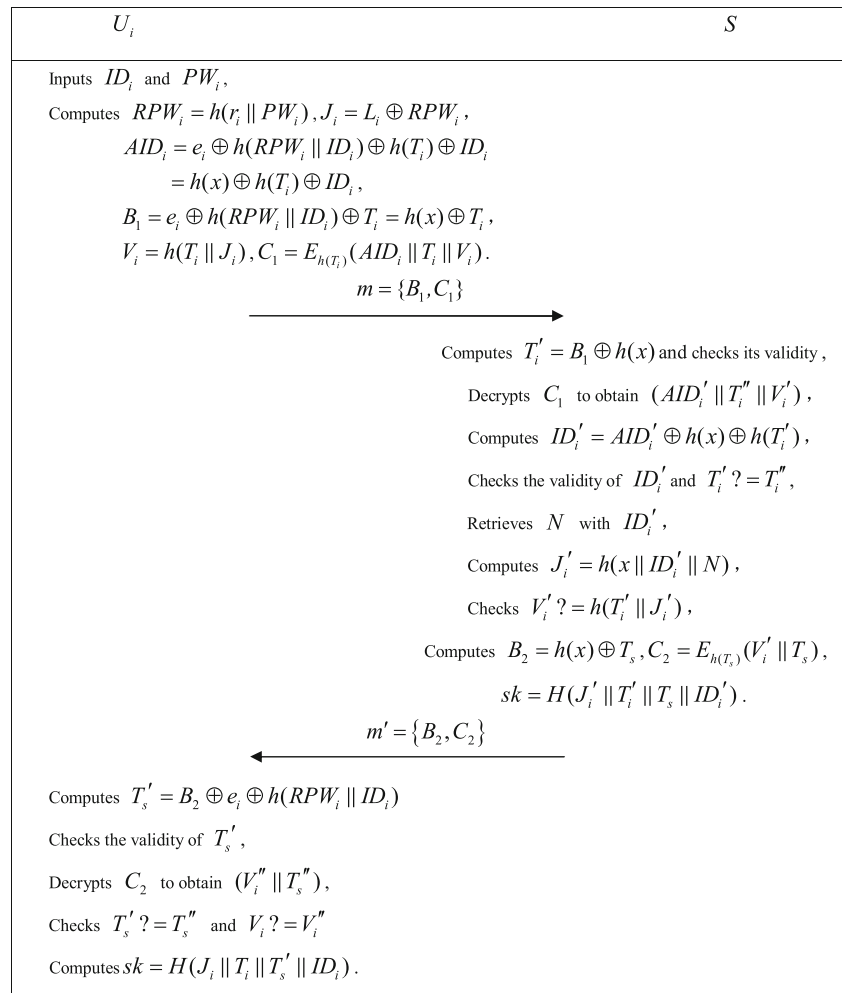 U_i S
Inputs ID_i and PW_i,
Computes RPW_i = h(r_i || PW_i), J_i = L_i ⊕ RPW_i,
AID_i = e_i ⊕ h(RPW_i || ID_i) ⊕ h(T_i) ⊕ ID_i
= h(x) ⊕ h(T_i) ⊕ ID_i,
B_1 = e_i ⊕ h(RPW_i || ID_i) ⊕ T_i = h(x) ⊕ T_i,
V_i = h(T_i || J_i), C_1 = E_{h(T_i)}(AID_i || T_i || V_i).
m = {B_1, C_1}
Computes T_i′ = B_1 ⊕ h(x) and checks its validity,
Decrypts C_1 to obtain (AID_i′ || T_i″ || V_i′),
Computes ID_i′ = AID_i′ ⊕ h(x) ⊕ h(T_i′),
Checks the validity of ID_i′ and T_i′ ?= T_i″,
Retrieves N with ID_i′,
Computes J_i′ = h(x || ID_i′ || N),
Checks V_i′ ?= h(T_i′ || J_i′),
Computes B_2 = h(x) ⊕ T_s, C_2 = E_{h(T_s)}(V_i′ || T_s),
sk = H(J_i′ || T_i′ || T_s || ID_i′).
m′ = {B_2, C_2}
Computes T_s′ = B_2 ⊕ e_i ⊕ h(RPW_i || ID_i)
Checks the validity of T_s′,
Decrypts C_2 to obtain (V_i″ || T_s″),
Checks T_s′ ?= T_s″ and V_i ?= V_i″
Computes sk = H(J_i || T_i || T_s′ || ID_i).